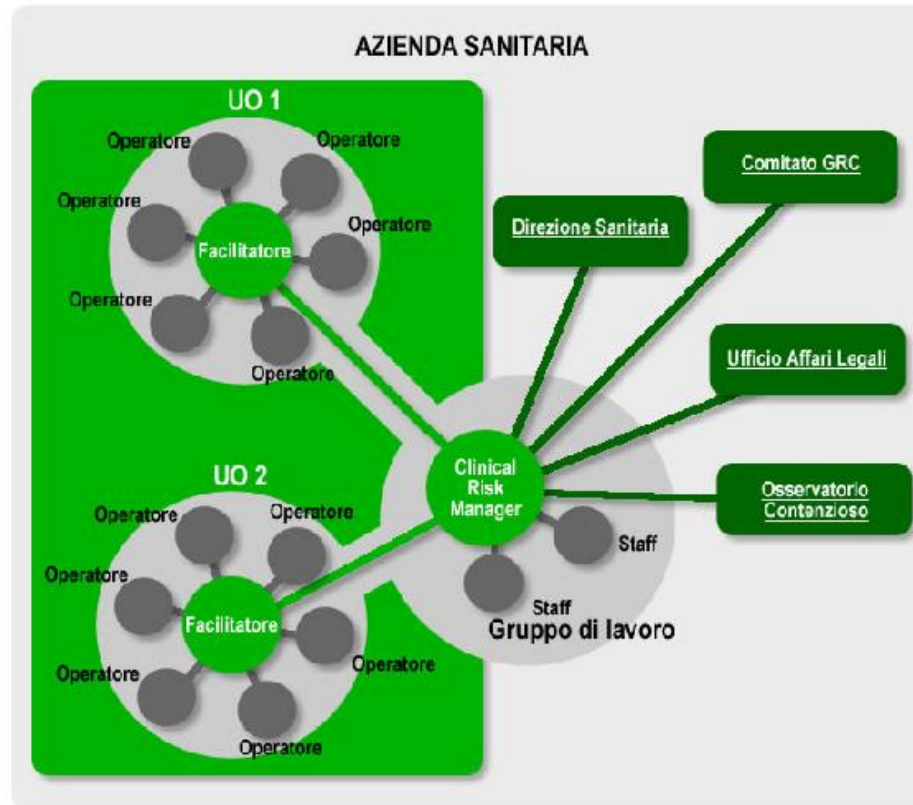 AZIENDA SANITARIA
UO 1
Operatore
Operatore
Operatore
Operatore
Operatore
Operatore
Facilitatore
Comitato GRC
Direzione Sanitaria
Ufficio Affari Legali
Osservatorio
Contenzioso
Clinical
Risk
Manager
Staff
Staff
Gruppo di lavoro
UO 2
Operatore
Operatore
Operatore
Operatore
Operatore
Operatore
Facilitatore